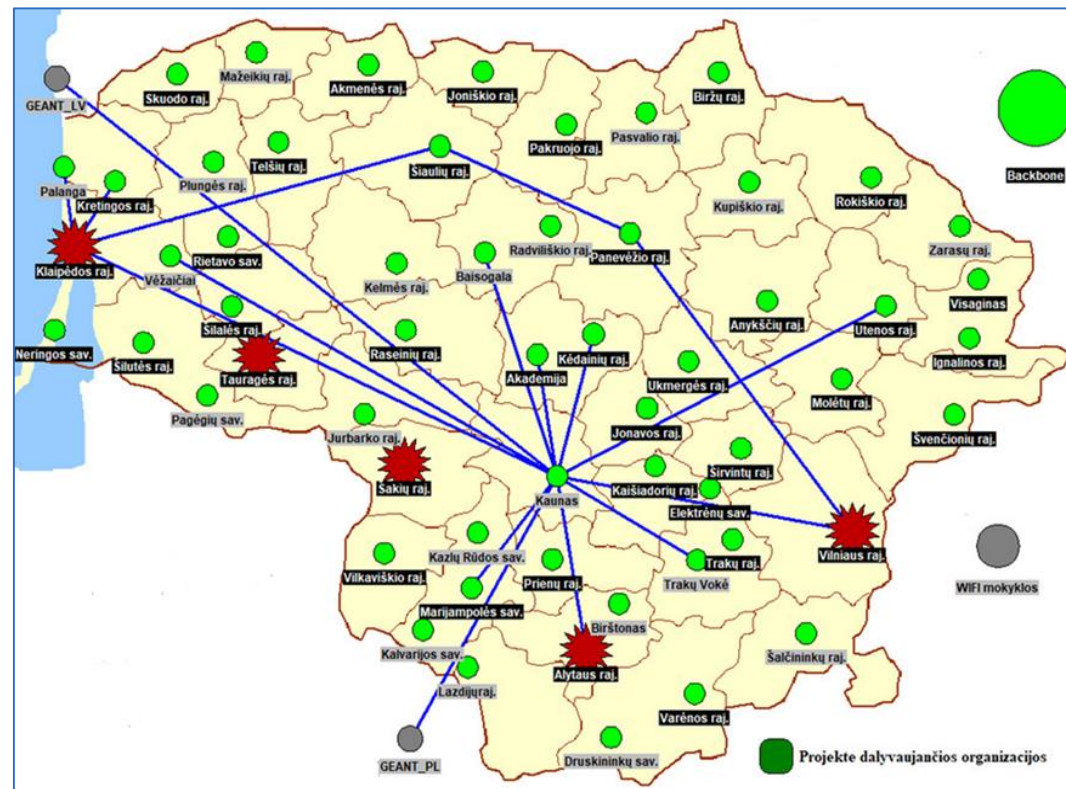 Mažeikių raj.
Skuodo raj.
Akmenės raj.
Joniškio raj.
Biržų raj.
GEANT_LV
Pasvalio raj.
Pakruojo raj.
Telšių raj.
Šiaulių raj.
Backbone
Palanga
Plungės raj.
Kretingos raj.
Kupiškio raj.
Rokiškio raj.
Klaipėdos raj.
Rietavo sav.
Radviliškio raj.
Panevėžio raj.
Zarasų raj.
Vėžaičiai
Baisogala
Kelmės raj.
Visaginas
Šilalės raj.
Anykščių raj.
Utenos raj.
Neringos sav.
Šilutės raj.
Raseinių raj.
Kėdainių raj.
Ignalinos raj.
Tauragės raj.
Akademija
Ukmergės raj.
Molėtų raj.
Pagėgių sav.
Jurbarko raj.
Jonavos raj.
Švenčionių raj.
Širvintų raj.
Šakių raj.
Kaunas
Kaišiadorių raj.
Elektrėnų sav.
Vilniaus raj.
Kazlų Rūdos sav.
Trakų raj.
Vilkaviškio raj.
Prienų raj.
Trakų Vokė
WIFI mokyklos
Marijampolės sav.
Birštonas
Kalvarijos sav.
Šalčininkų raj.
Alytaus raj.
Lazdijųraj.
Varėnos raj.
GEANT_PL
Druskininkų sav.
Projekte dalyvaujančios organizacijos